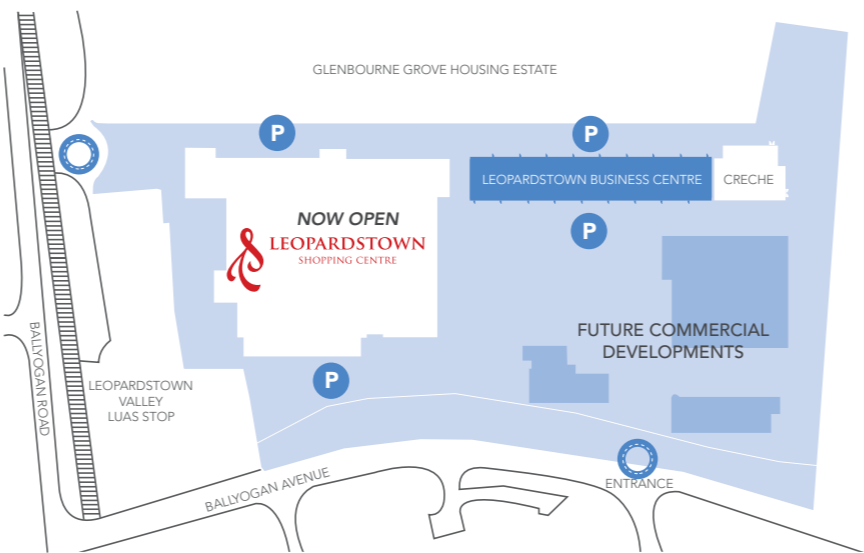 GLENBOURNE GROVE HOUSING ESTATE
P
P
LEOPARDSTOWN BUSINESS CENTRE
CRECHE
NOW OPEN
LEOPARDSTOWN
SHOPPING CENTRE
P
FUTURE COMMERCIAL
DEVELOPMENTS
BALLYOGAN ROAD
P
LEOPARDSTOWN
VALLEY
LUAS STOP
BALLYOGAN AVENUE
ENTRANCE